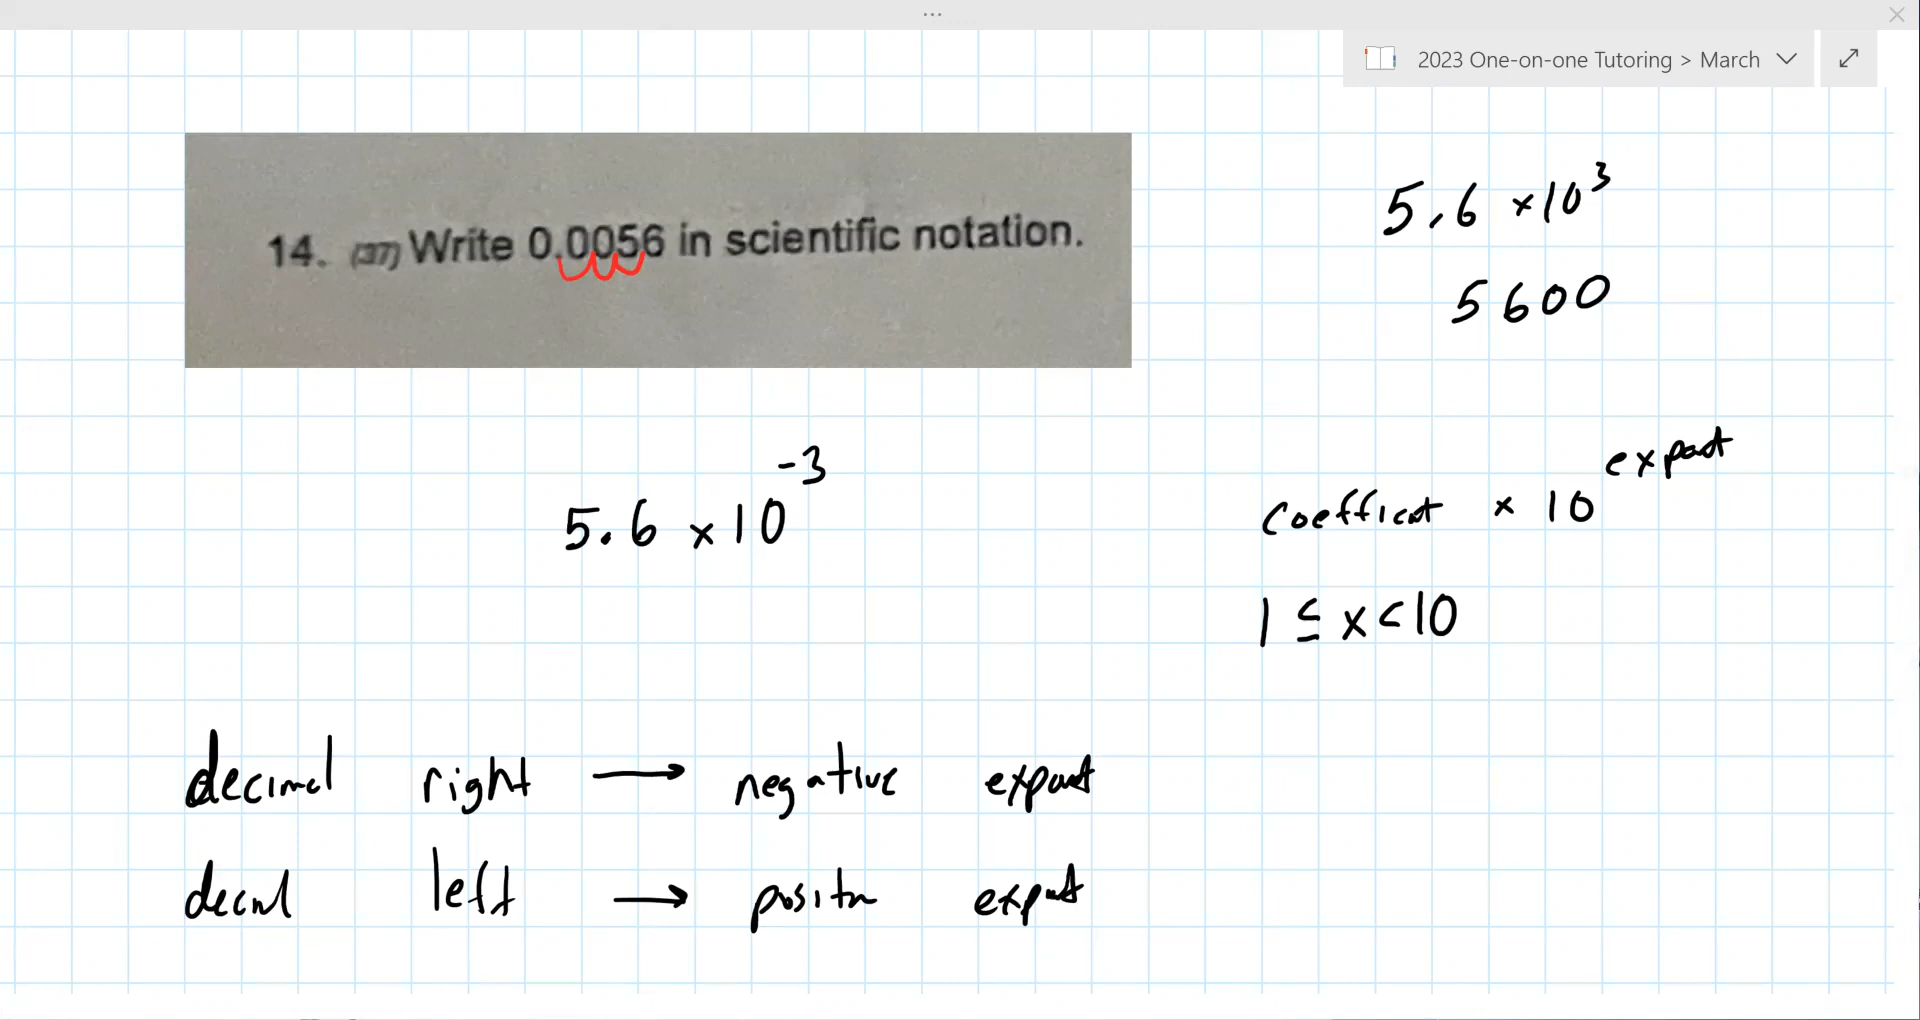 2023 One-on-one Tutoring > March
14. (37) Write 0.0056 in scientific notation.
5.6 ×10³
5600
5.6 ×10⁻³
coefficient × 10^exponent
1 ≤ x < 10
decimal right → negative exponent
decimal left → positive exponent